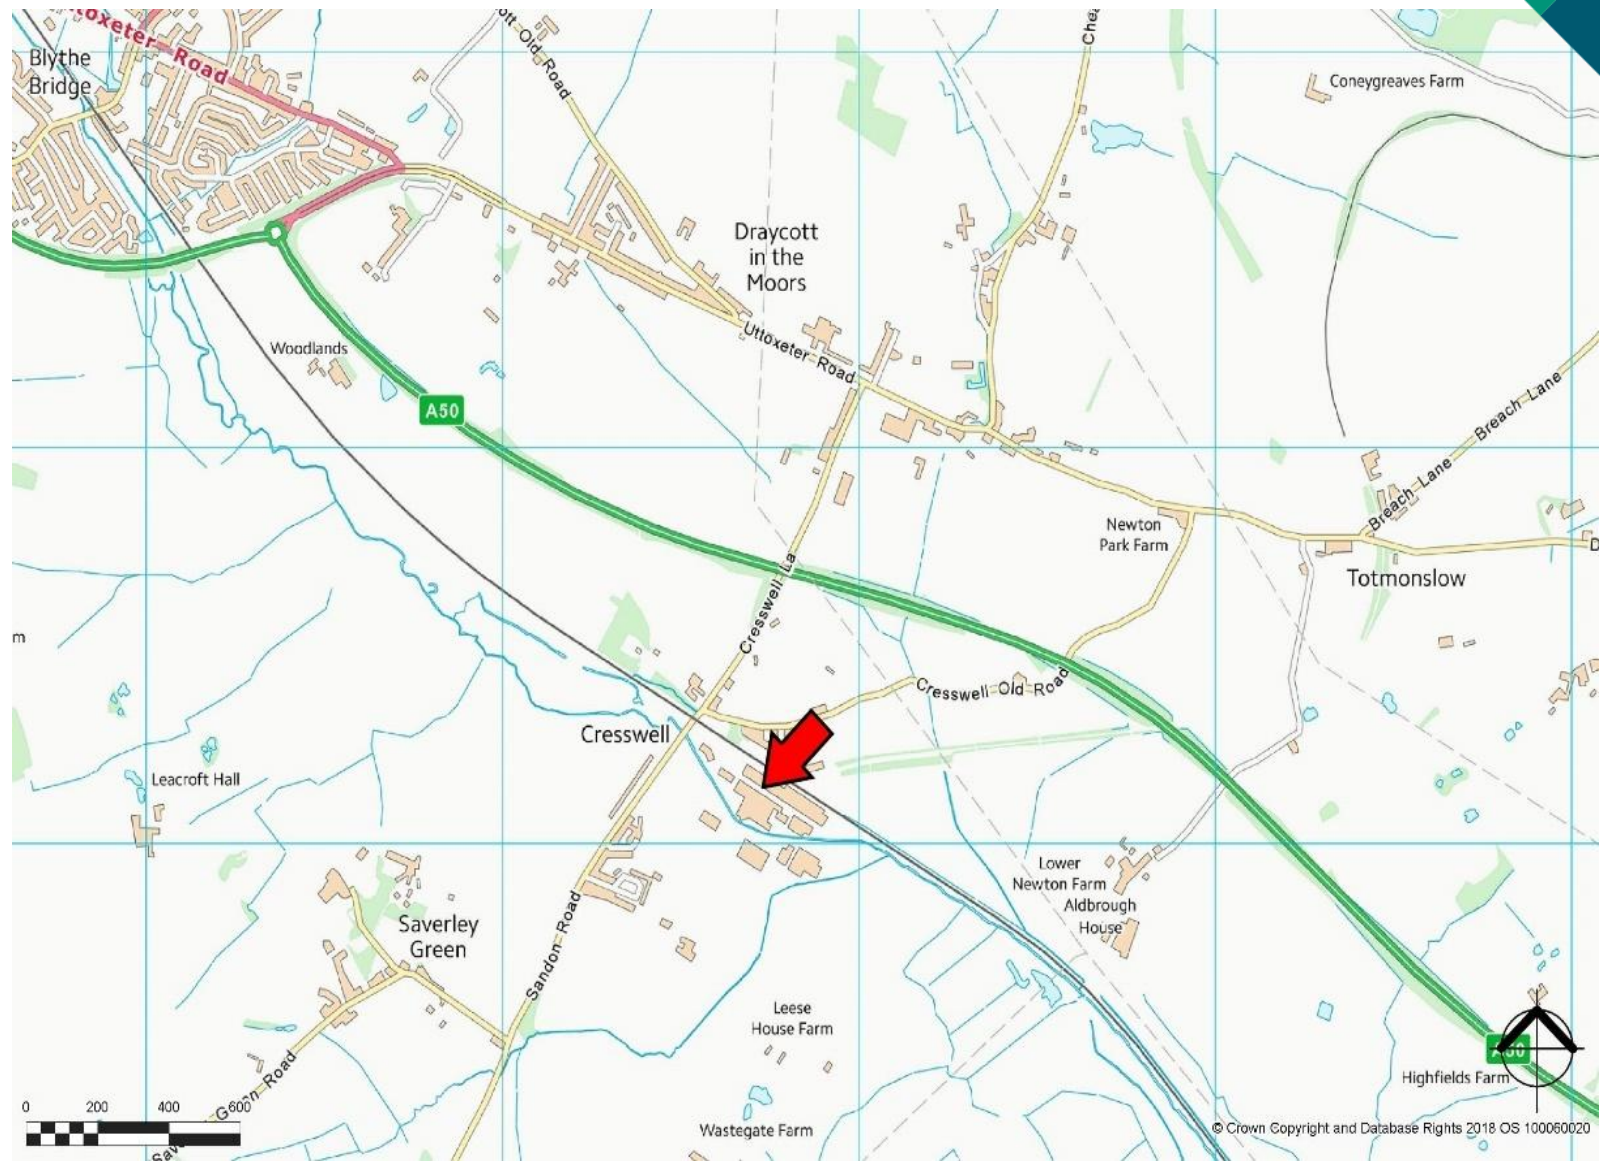 Uttoxeter Road
Blythe
Bridge
Old Road
Coneygreaves Farm
Draycott
in the
Moors
Uttoxeter Road
Woodlands
A50
Breach Lane
Breach Lane
Newton
Park Farm
Totmonslow
Cresswell La
Cresswell Old Road
Cresswell
Leacroft Hall
Lower
Newton Farm
Aldbrough
House
Saverley
Green
Sandon Road
Leese
House Farm
A50
Highfields Farm
Road
Wastegate Farm
0 200 400 600
© Crown Copyright and Database Rights 2018 OS 100060020